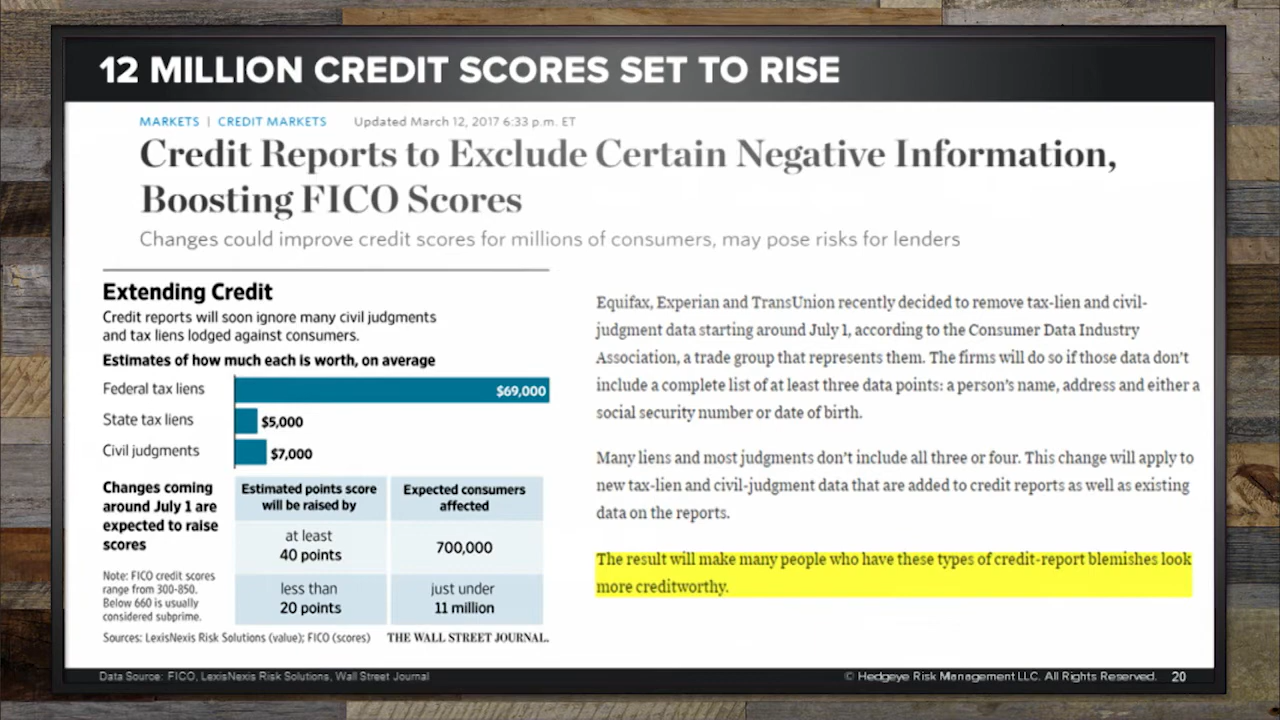 12 MILLION CREDIT SCORES SET TO RISE
MARKETS | CREDIT MARKETS Updated March 12, 2017 6:33 p.m. ET
Credit Reports to Exclude Certain Negative Information,
Boosting FICO Scores
Changes could improve credit scores for millions of consumers, may pose risks for lenders
Extending Credit
Credit reports will soon ignore many civil judgments
and tax liens lodged against consumers.
Estimates of how much each is worth, on average
Federal tax liens $69,000
State tax liens $5,000
Civil judgments $7,000
Changes coming
around July 1 are
expected to raise
scores
Note: FICO credit scores
range from 300-850.
Below 660 is usually
considered subprime.
Estimated points score
will be raised by
Expected consumers
affected
at least
40 points
700,000
less than
20 points
just under
11 million
Sources: LexisNexis Risk Solutions (value); FICO (scores) THE WALL STREET JOURNAL.
Equifax, Experian and TransUnion recently decided to remove tax-lien and civil-
judgment data starting around July 1, according to the Consumer Data Industry
Association, a trade group that represents them. The firms will do so if those data don't
include a complete list of at least three data points: a person's name, address and either a
social security number or date of birth.
Many liens and most judgments don't include all three or four. This change will apply to
new tax-lien and civil-judgment data that are added to credit reports as well as existing
data on the reports.
The result will make many people who have these types of credit-report blemishes look
more creditworthy.
Data Source: FICO, LexisNexis Risk Solutions, Wall Street Journal
© Hedgeye Risk Management LLC. All Rights Reserved. 20